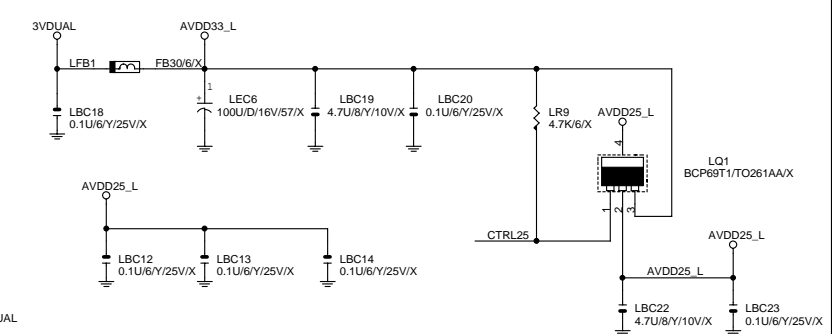 3VDUAL
AVDD33_L
LFB1
FB30/6/X
1
+
LBC18
0.1U/6/Y/25V/X
LEC6
100U/D/16V/57/X
LBC19
4.7U/8/Y/10V/X
LBC20
0.1U/6/Y/25V/X
LR9
4.7K/6/X
AVDD25_L
4
LQ1
BCP69T1/TO261AA/X
1
2
3
CTRL25
AVDD25_L
LBC12
0.1U/6/Y/25V/X
LBC13
0.1U/6/Y/25V/X
LBC14
0.1U/6/Y/25V/X
AVDD25_L
AVDD25_L
LBC22
4.7U/8/Y/10V/X
LBC23
0.1U/6/Y/25V/X
UAL